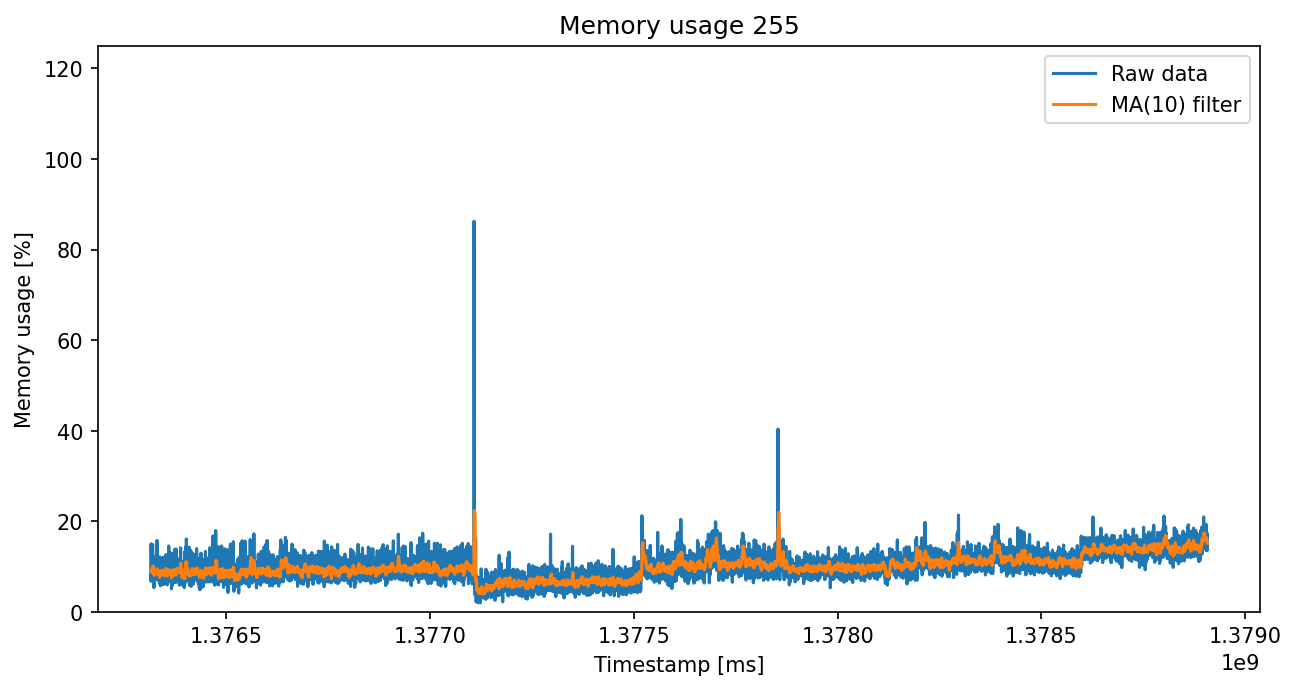 Memory usage 255
Raw data
MA(10) filter
Memory usage [%]
120
100
80
60
40
20
0
1.3765 1.3770 1.3775 1.3780 1.3785 1.3790
1e9
Timestamp [ms]